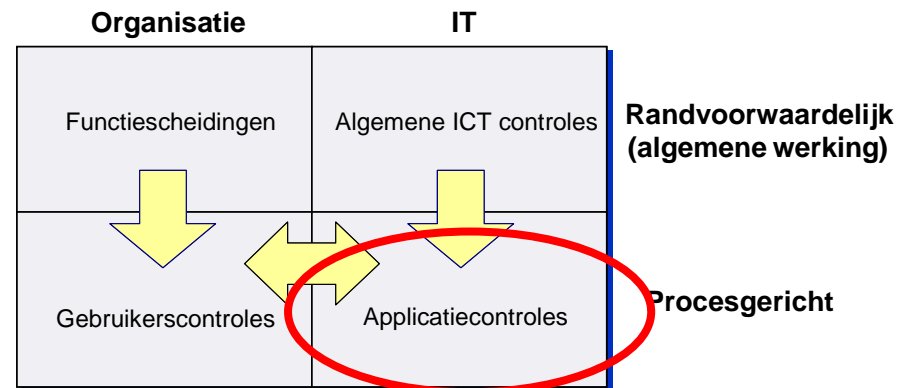 Organisatie IT
Functiescheidingen Algemene ICT controles Randvoorwaardelijk
(algemene werking)
Gebruikerscontroles Applicatiecontroles Procesgericht